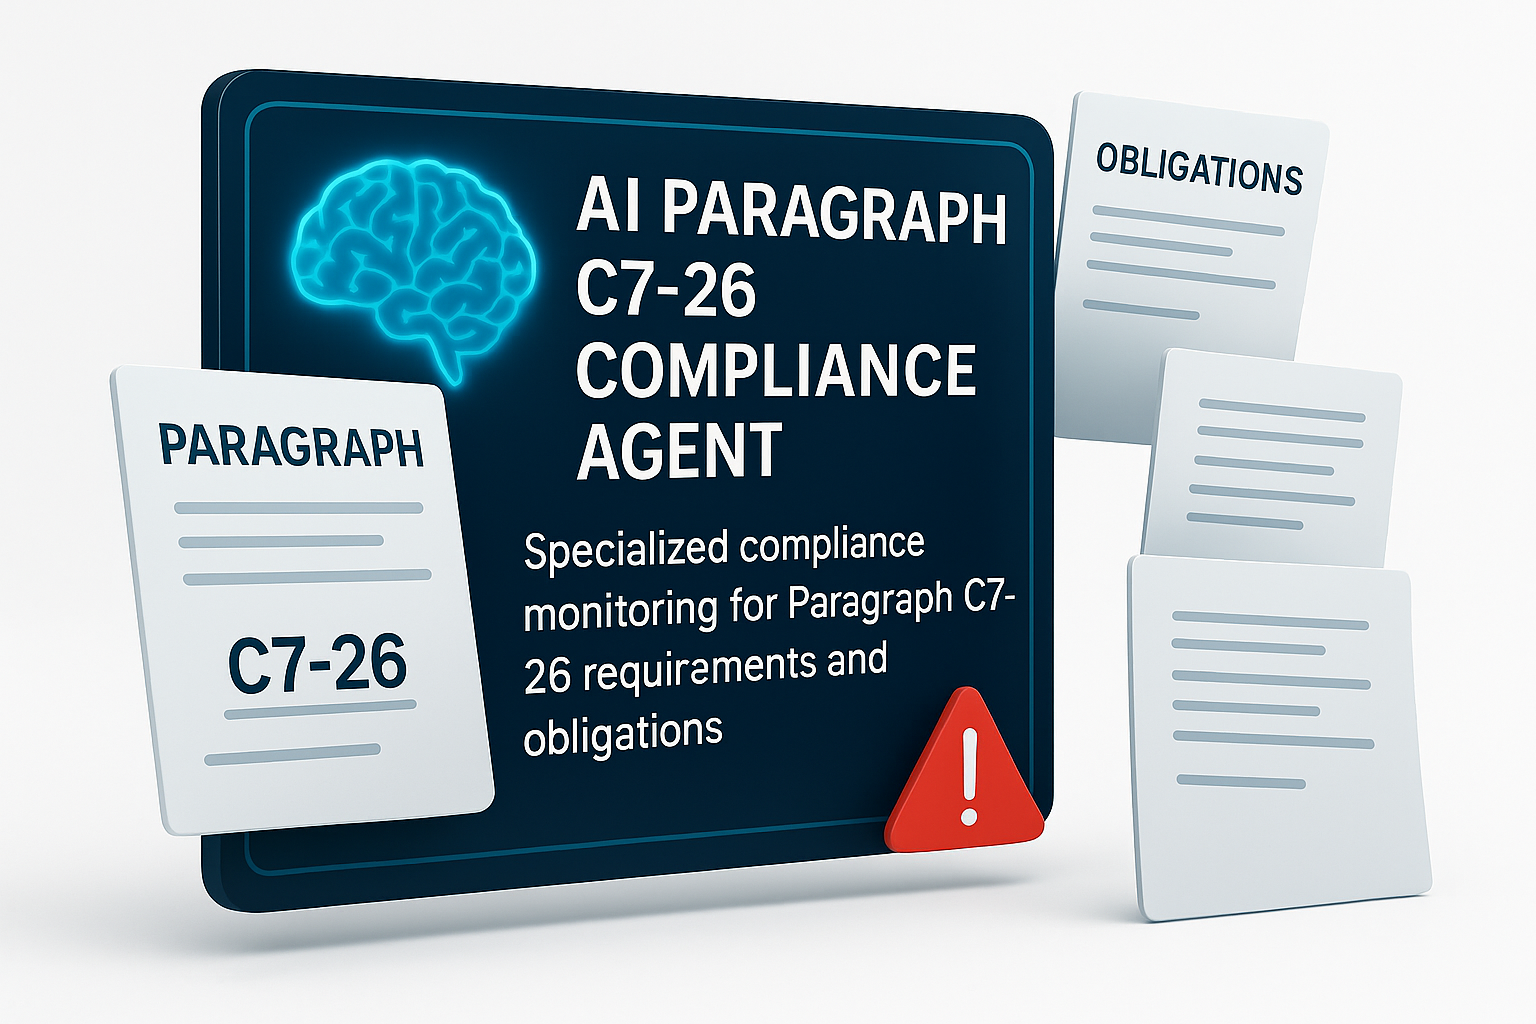 AI PARAGRAPH
C7-26
COMPLIANCE
AGENT
Specialized compliance
monitoring for Paragraph C7-
26 requiraments and
obligations
PARAGRAPH
C7-26
OBLIGATIONS